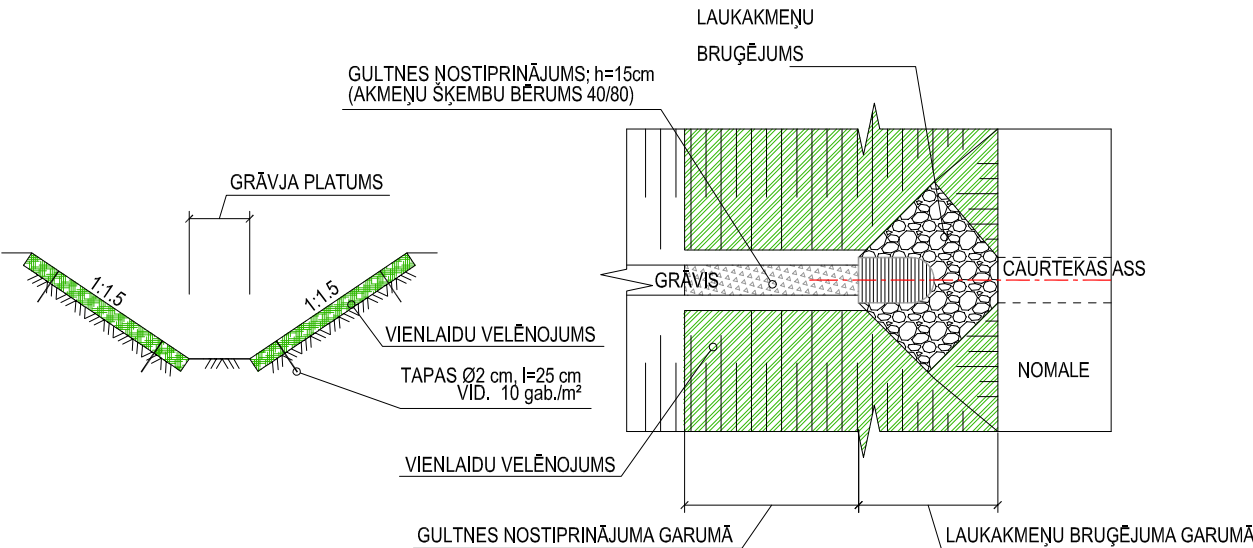 LAUKAKMEŅU
BRUĢĒJUMS
GULTNES NOSTIPRINĀJUMS; h=15cm
(AKMEŅU ŠĶEMBU BĒRUMS 40/80)
GRĀVJA PLATUMS
1:1.5
1:1.5
GRĀVIS
CAURTEKAS ASS
VIENLAIDU VELĒNOJUMS
TAPAS Ø2 cm, l=25 cm
VID. 10 gab./m²
NOMALE
VIENLAIDU VELĒNOJUMS
GULTNES NOSTIPRINĀJUMA GARUMĀ
LAUKAKMEŅU BRUĢĒJUMA GARUMĀ